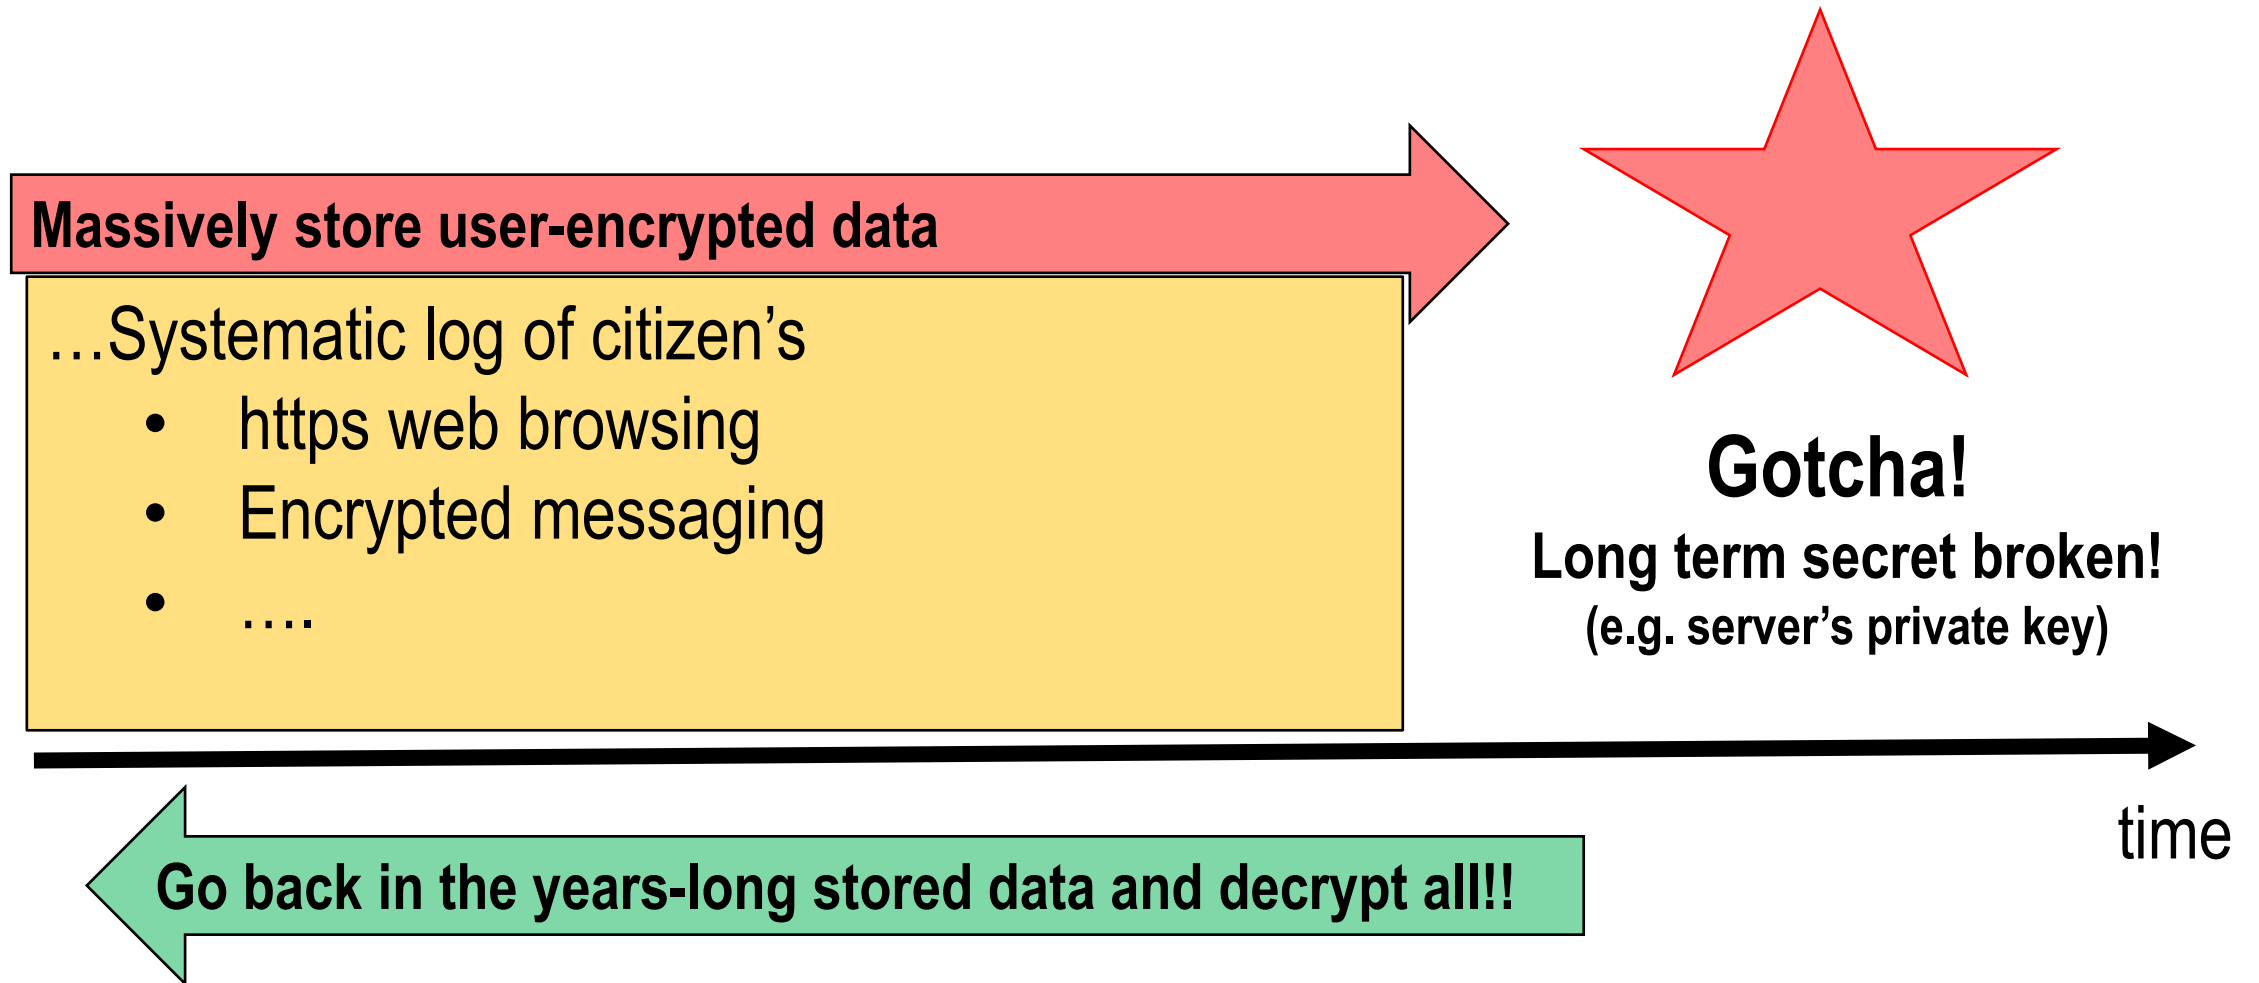 Massively store user-encrypted data
…Systematic log of citizen’s
• https web browsing
• Encrypted messaging
• ….
Gotcha!
Long term secret broken!
(e.g. server’s private key)
time
Go back in the years-long stored data and decrypt all!!